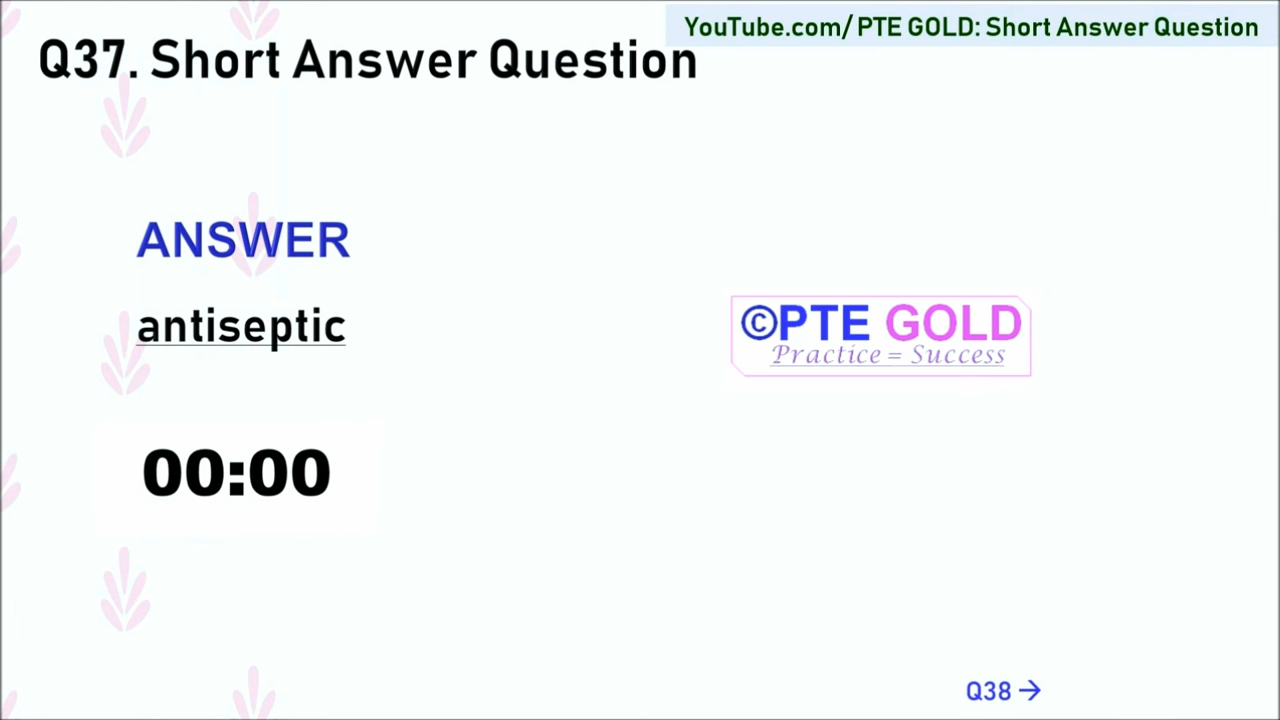 YouTube.com/ PTE GOLD: Short Answer Question
Q37. Short Answer Question
ANSWER
antiseptic
©PTE GOLD
Practice = Success
00:00
Q38 →